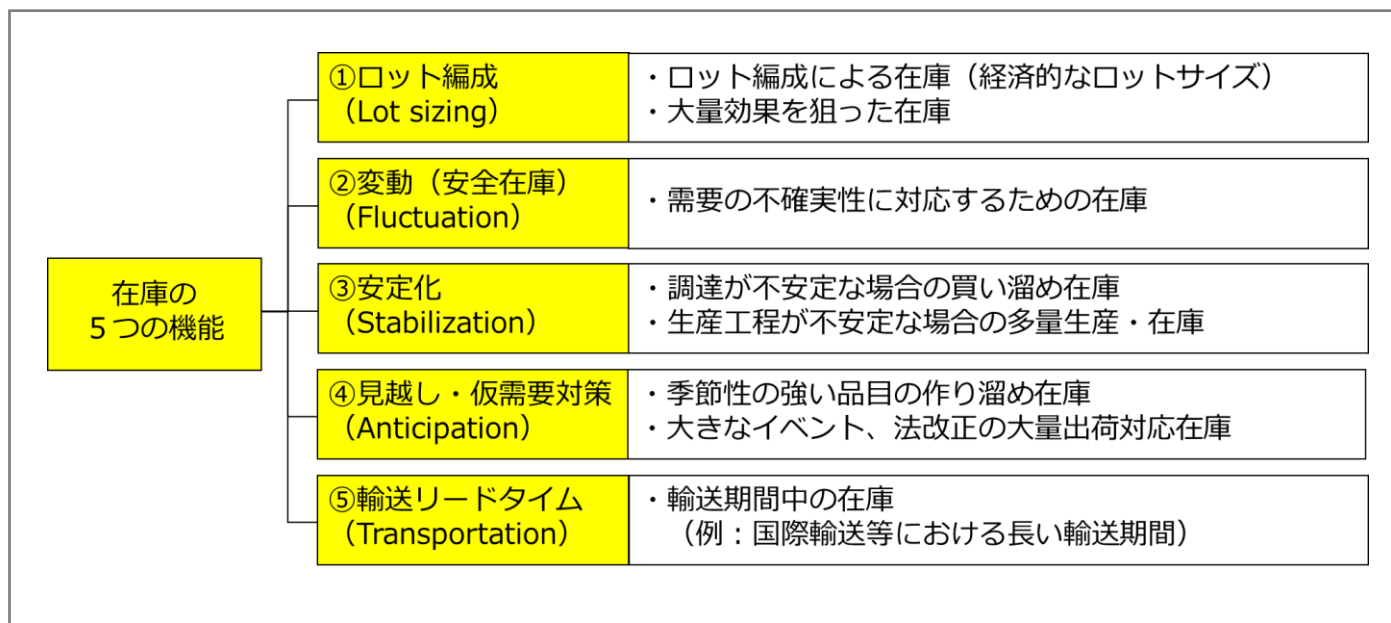 在庫の
５つの機能
①ロット編成
（Lot sizing）
・ロット編成による在庫（経済的なロットサイズ）
・大量効果を狙った在庫
②変動（安全在庫）
（Fluctuation）
・需要の不確実性に対応するための在庫
③安定化
（Stabilization）
・調達が不安定な場合の買い溜め在庫
・生産工程が不安定な場合の多量生産・在庫
④見越し・仮需要対策
（Anticipation）
・季節性の強い品目の作り溜め在庫
・大きなイベント、法改正の大量出荷対応在庫
⑤輸送リードタイム
（Transportation）
・輸送期間中の在庫
（例：国際輸送等における長い輸送期間）